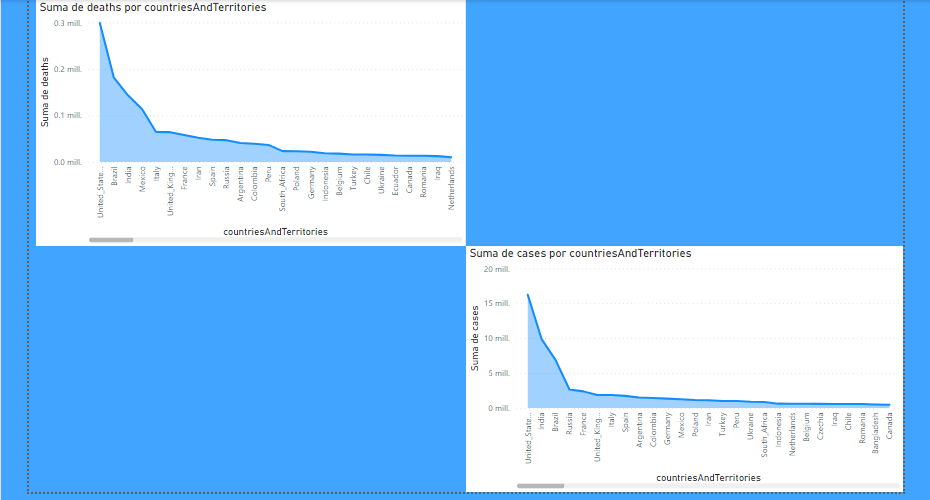 Suma de deaths por countriesAndTerritories
0.3 mill.
0.2 mill.
0.1 mill.
0.0 mill.
Suma de deaths
United_State...
Brazil
India
Mexico
Italy
United_King...
France
Iran
Spain
Russia
Argentina
Colombia
Peru
South_Africa
Poland
Germany
Indonesia
Belgium
Turkey
Chile
Ukraine
Ecuador
Canada
Romania
Iraq
Netherlands
countriesAndTerritories
Suma de cases por countriesAndTerritories
20 mill.
15 mill.
10 mill.
5 mill.
0 mill.
Suma de cases
United_State...
India
Brazil
Russia
France
United_King...
Italy
Spain
Argentina
Colombia
Germany
Mexico
Poland
Iran
Turkey
Peru
Ukraine
South_Africa
Indonesia
Netherlands
Belgium
Czechia
Iraq
Chile
Romania
Bangladesh
Canada
countriesAndTerritories